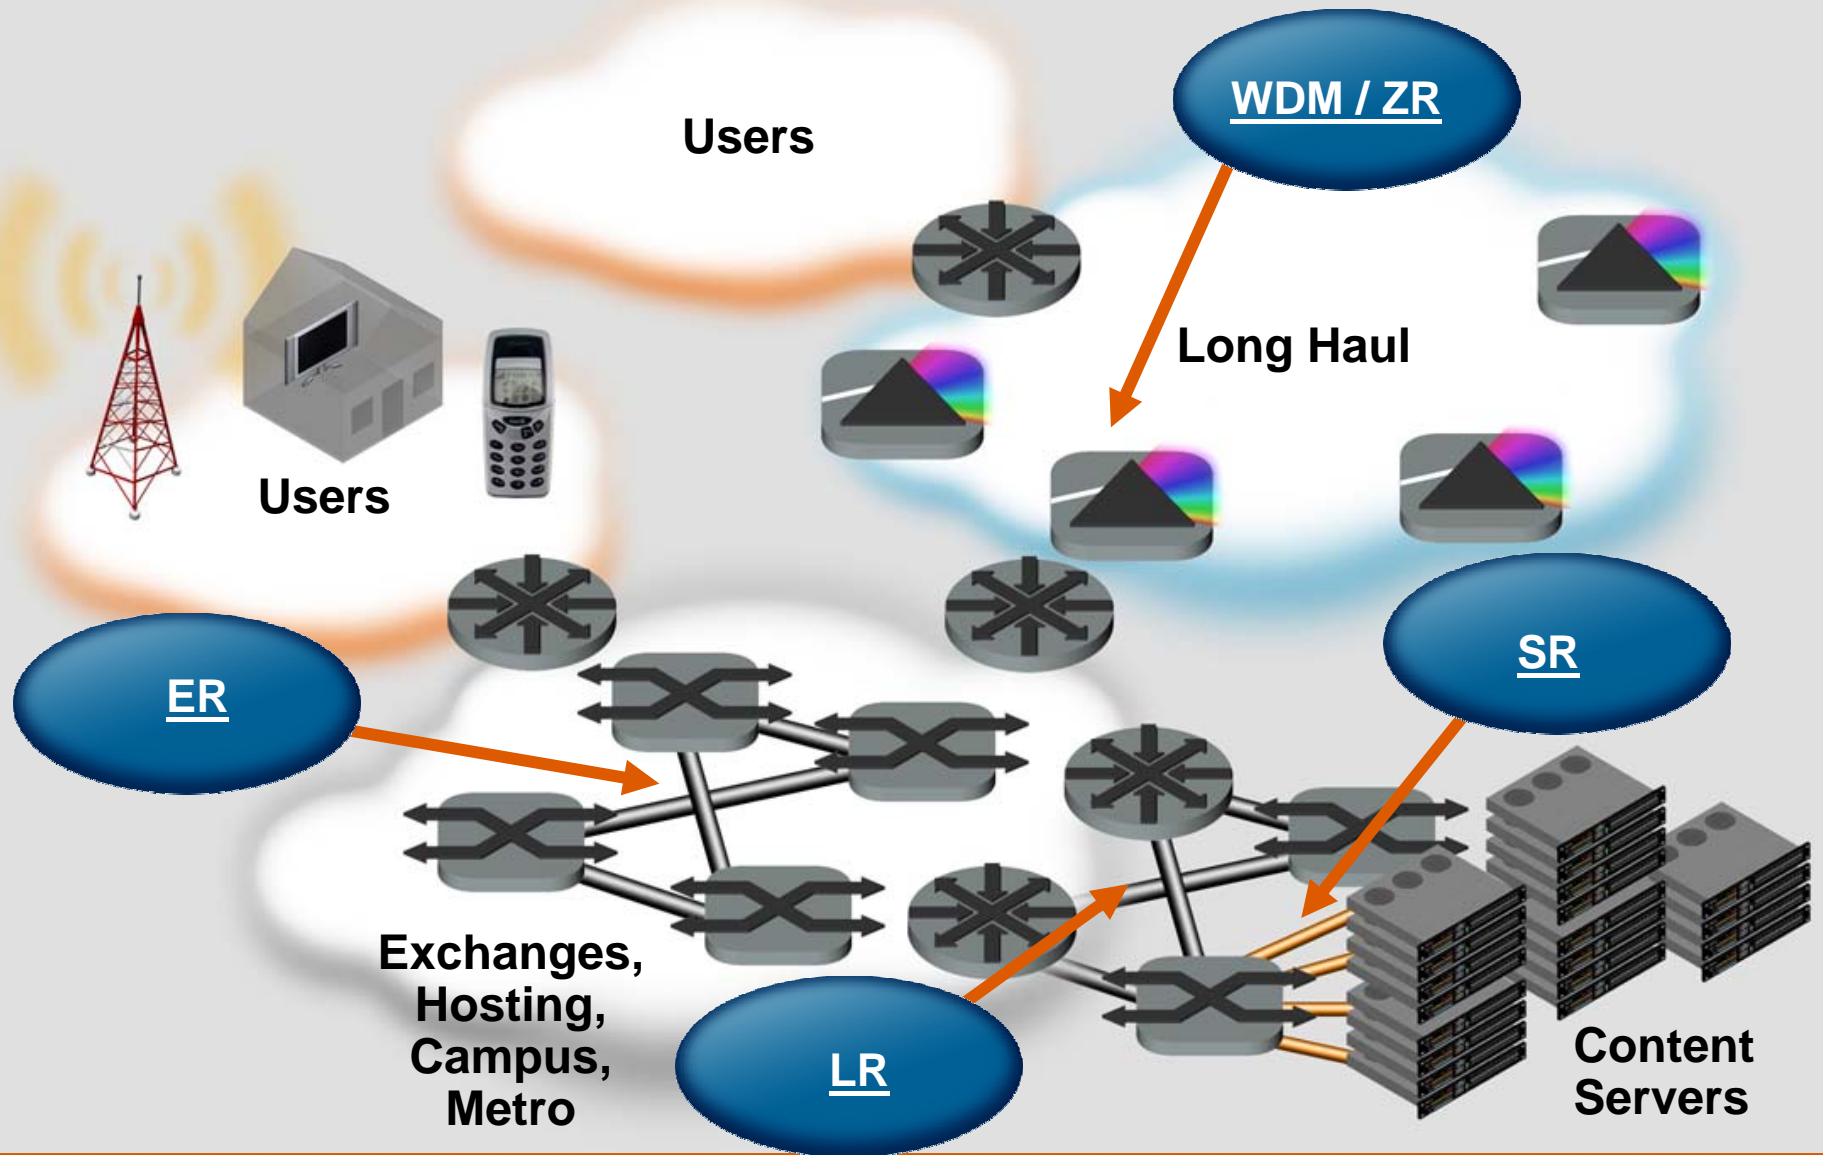 WDM / ZR
Users
Long Haul
Users
ER
SR
Exchanges,
Hosting,
Campus,
Metro
LR
Content
Servers